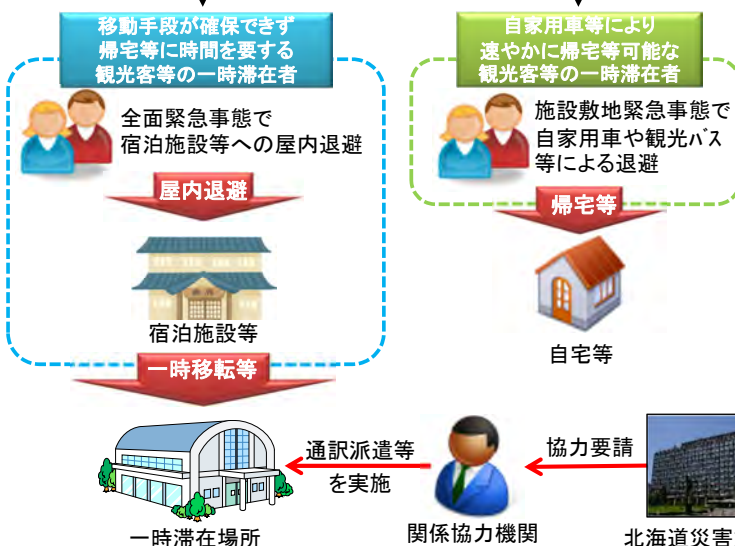 移動手段が確保できず
帰宅等に時間を要する
観光客等の一時滞在者
全面緊急事態で
宿泊施設等への屋内退避
屋内退避
宿泊施設等
一時移転等
自家用車等により
速やかに帰宅等可能な
観光客等の一時滞在者
施設敷地緊急事態で
自家用車や観光ﾊﾞｽ
等による退避
帰宅等
自宅等
一時滞在場所
通訳派遣等
を実施
関係協力機関
協力要請
北海道災害